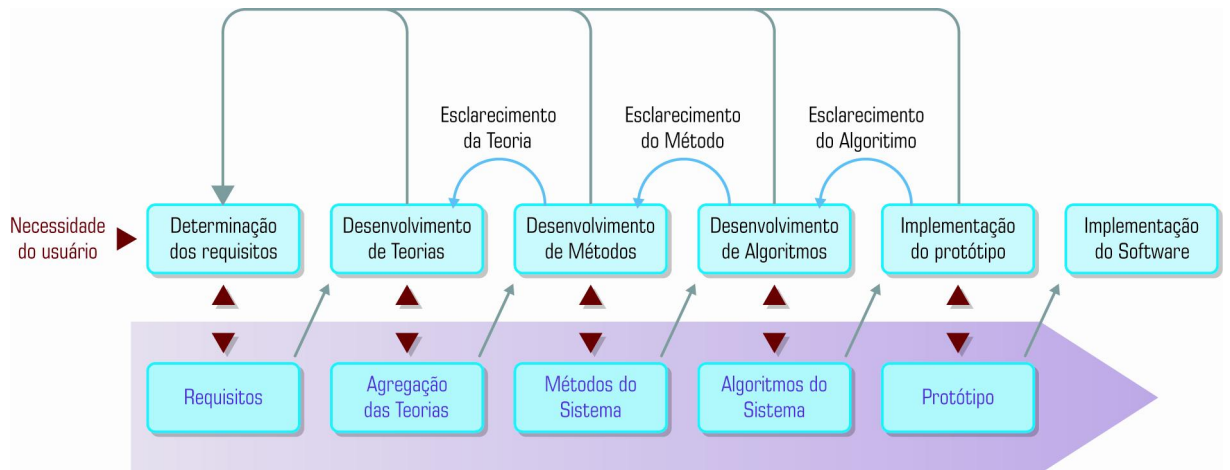 Esclarecimento
da Teoria
Esclarecimento
do Método
Esclarecimento
do Algoritimo
Necessidade
do usuário
Determinação
dos requisitos
Desenvolvimento
de Teorias
Desenvolvimento
de Métodos
Desenvolvimento
de Algoritmos
Implementação
do protótipo
Implementação
do Software
Requisitos
Agregação
das Teorias
Métodos do
Sistema
Algoritmos do
Sistema
Protótipo